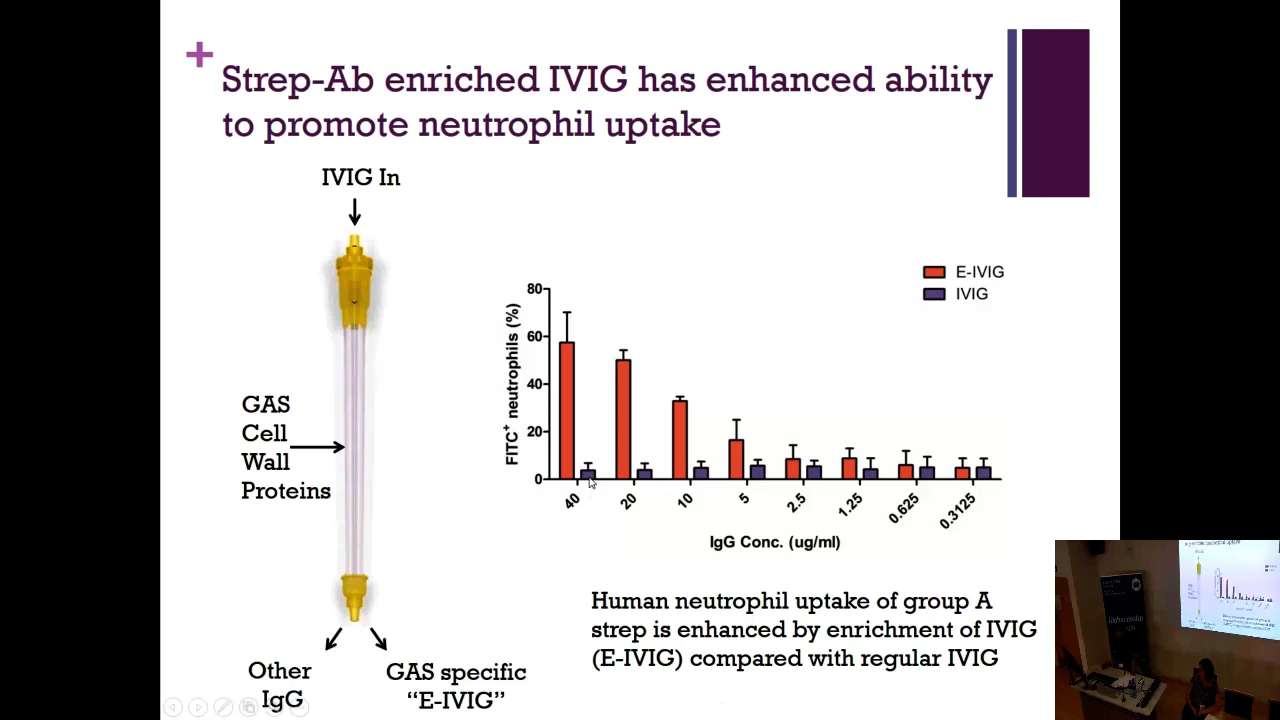 +
Strep-Ab enriched IVIG has enhanced ability
to promote neutrophil uptake
IVIG In
GAS
Cell
Wall
Proteins
Other
IgG
GAS specific
“E-IVIG”
E-IVIG
IVIG
FITC+ neutrophils (%)
80
60
40
20
0
40
20
10
5
2.5
1.25
0.625
0.3125
IgG Conc. (ug/ml)
Human neutrophil uptake of group A
strep is enhanced by enrichment of IVIG
(E-IVIG) compared with regular IVIG